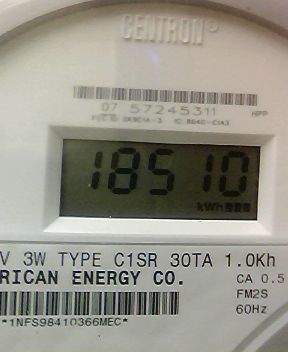 CENTRON®
07 57245311 HPP
18510
kWh
V 3W TYPE C1SR 30TA 1.0Kh
RICAN ENERGY CO. CA 0.5
FM2S
*1NFS98410366MEC* 60Hz